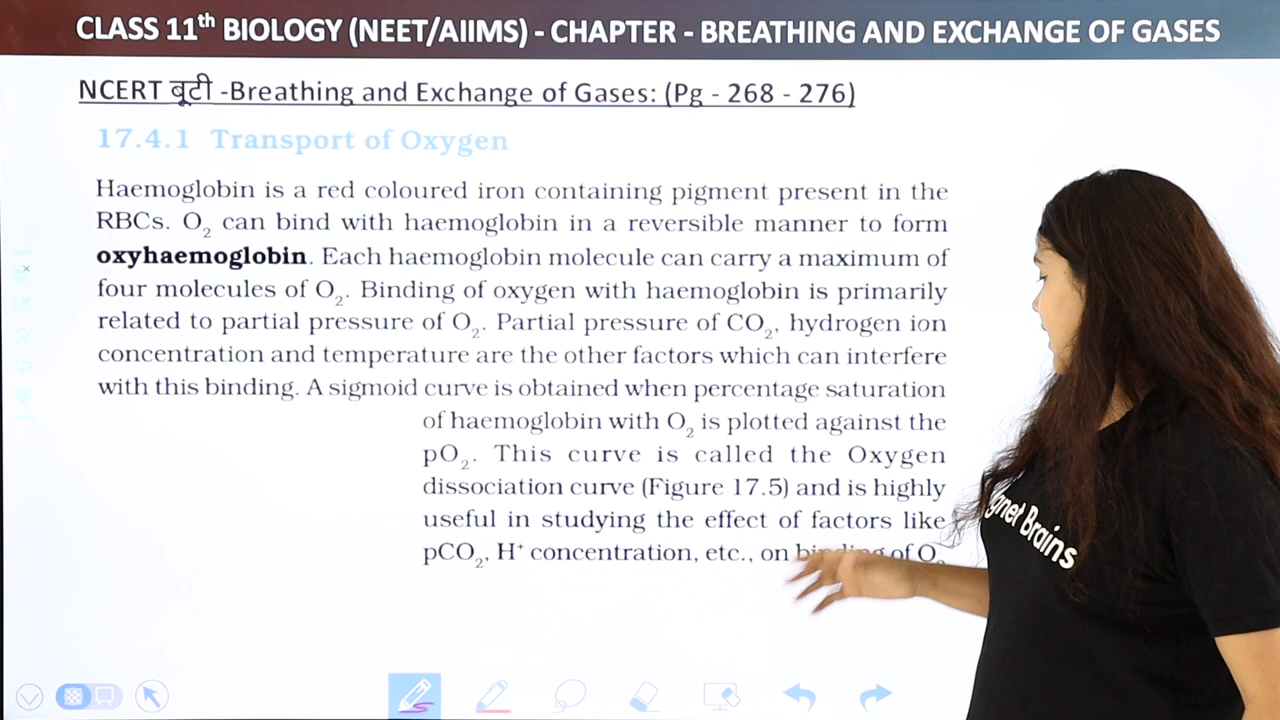 CLASS 11th BIOLOGY (NEET/AIIMS) - CHAPTER - BREATHING AND EXCHANGE OF GASES
NCERT बूटी -Breathing and Exchange of Gases: (Pg - 268 - 276)
17.4.1 Transport of Oxygen
Haemoglobin is a red coloured iron containing pigment present in the
RBCs. O₂ can bind with haemoglobin in a reversible manner to form
oxyhaemoglobin. Each haemoglobin molecule can carry a maximum of
four molecules of O₂. Binding of oxygen with haemoglobin is primarily
related to partial pressure of O₂. Partial pressure of CO₂, hydrogen ion
concentration and temperature are the other factors which can interfere
with this binding. A sigmoid curve is obtained when percentage saturation
of haemoglobin with O₂ is plotted against the
pO₂. This curve is called the Oxygen
dissociation curve (Figure 17.5) and is highly
useful in studying the effect of factors like
pCO₂, H⁺ concentration, etc., on binding of O₂
gnet Brains